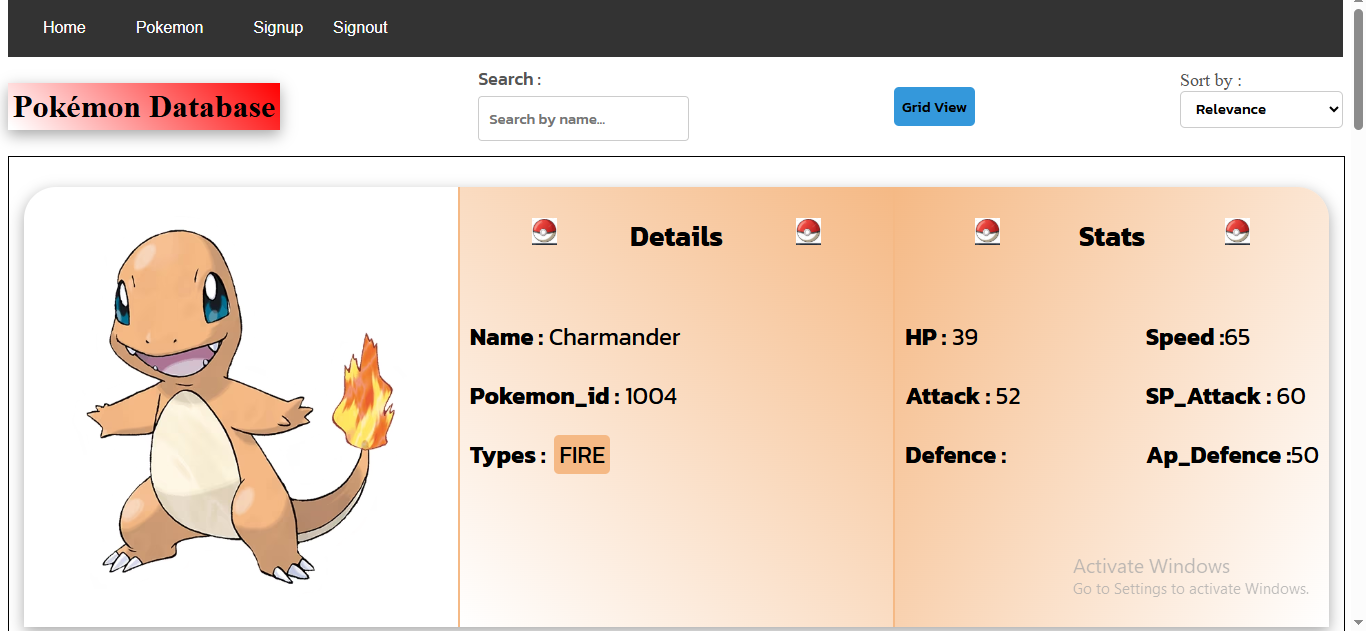 Home Pokemon Signup Signout
Pokémon Database
Search :
Search by name...
Grid View
Sort by :
Relevance
Details
Name : Charmander
Pokemon_id : 1004
Types : FIRE
Stats
HP : 39 Speed :65
Attack : 52 SP_Attack : 60
Defence : Ap_Defence :50
Activate Windows
Go to Settings to activate Windows.